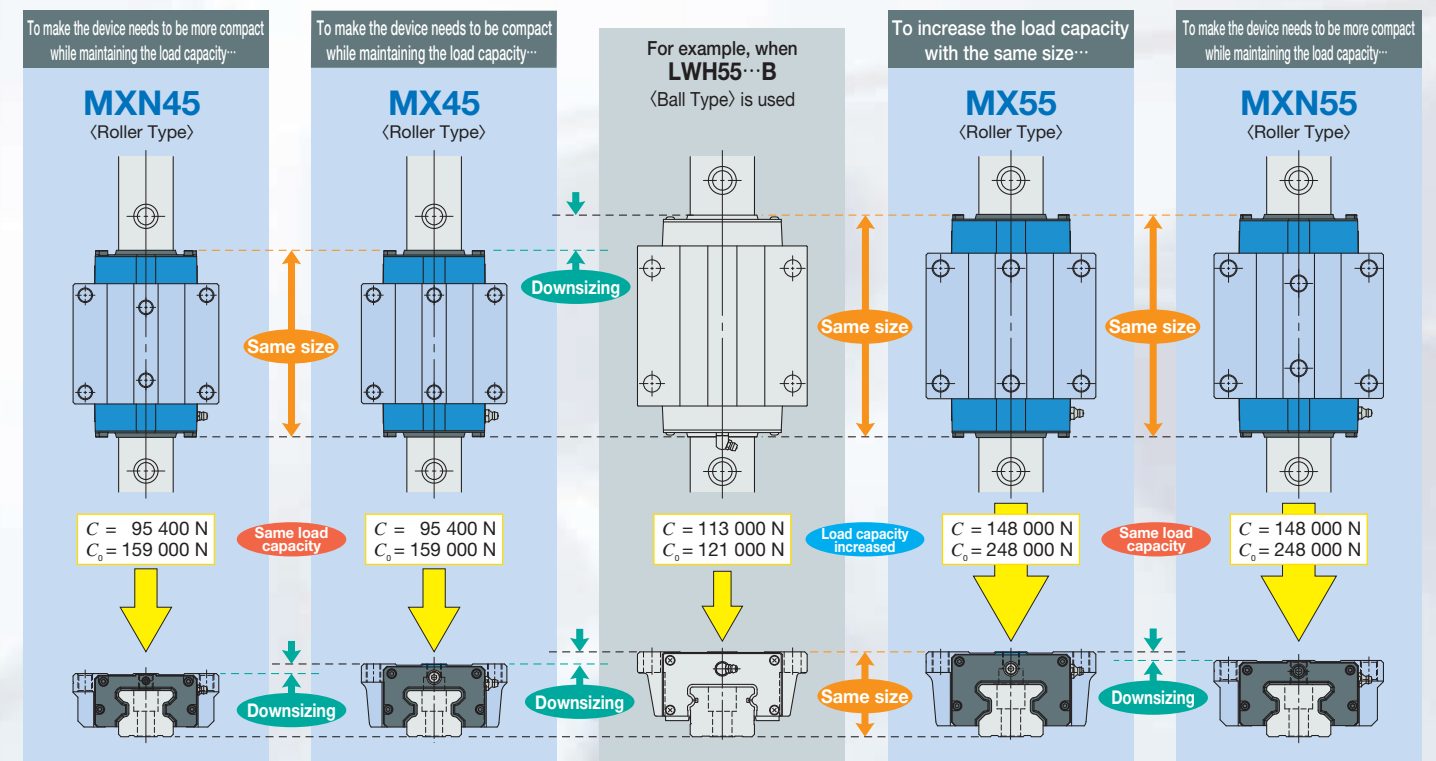 To make the device needs to be more compact
while maintaining the load capacity…
MXN45
〈Roller Type〉
To make the device needs to be compact
while maintaining the load capacity…
MX45
〈Roller Type〉
For example, when
LWH55…B
〈Ball Type〉 is used
To increase the load capacity
with the same size…
MX55
〈Roller Type〉
To make the device needs to be more compact
while maintaining the load capacity…
MXN55
〈Roller Type〉
Same size
Downsizing
Same size
Same size
C = 95 400 N
C₀ = 159 000 N
Same load
capacity
C = 95 400 N
C₀ = 159 000 N
C = 113 000 N
C₀ = 121 000 N
Load capacity
increased
C = 148 000 N
C₀ = 248 000 N
Same load
capacity
C = 148 000 N
C₀ = 248 000 N
Downsizing
Downsizing
Same size
Downsizing